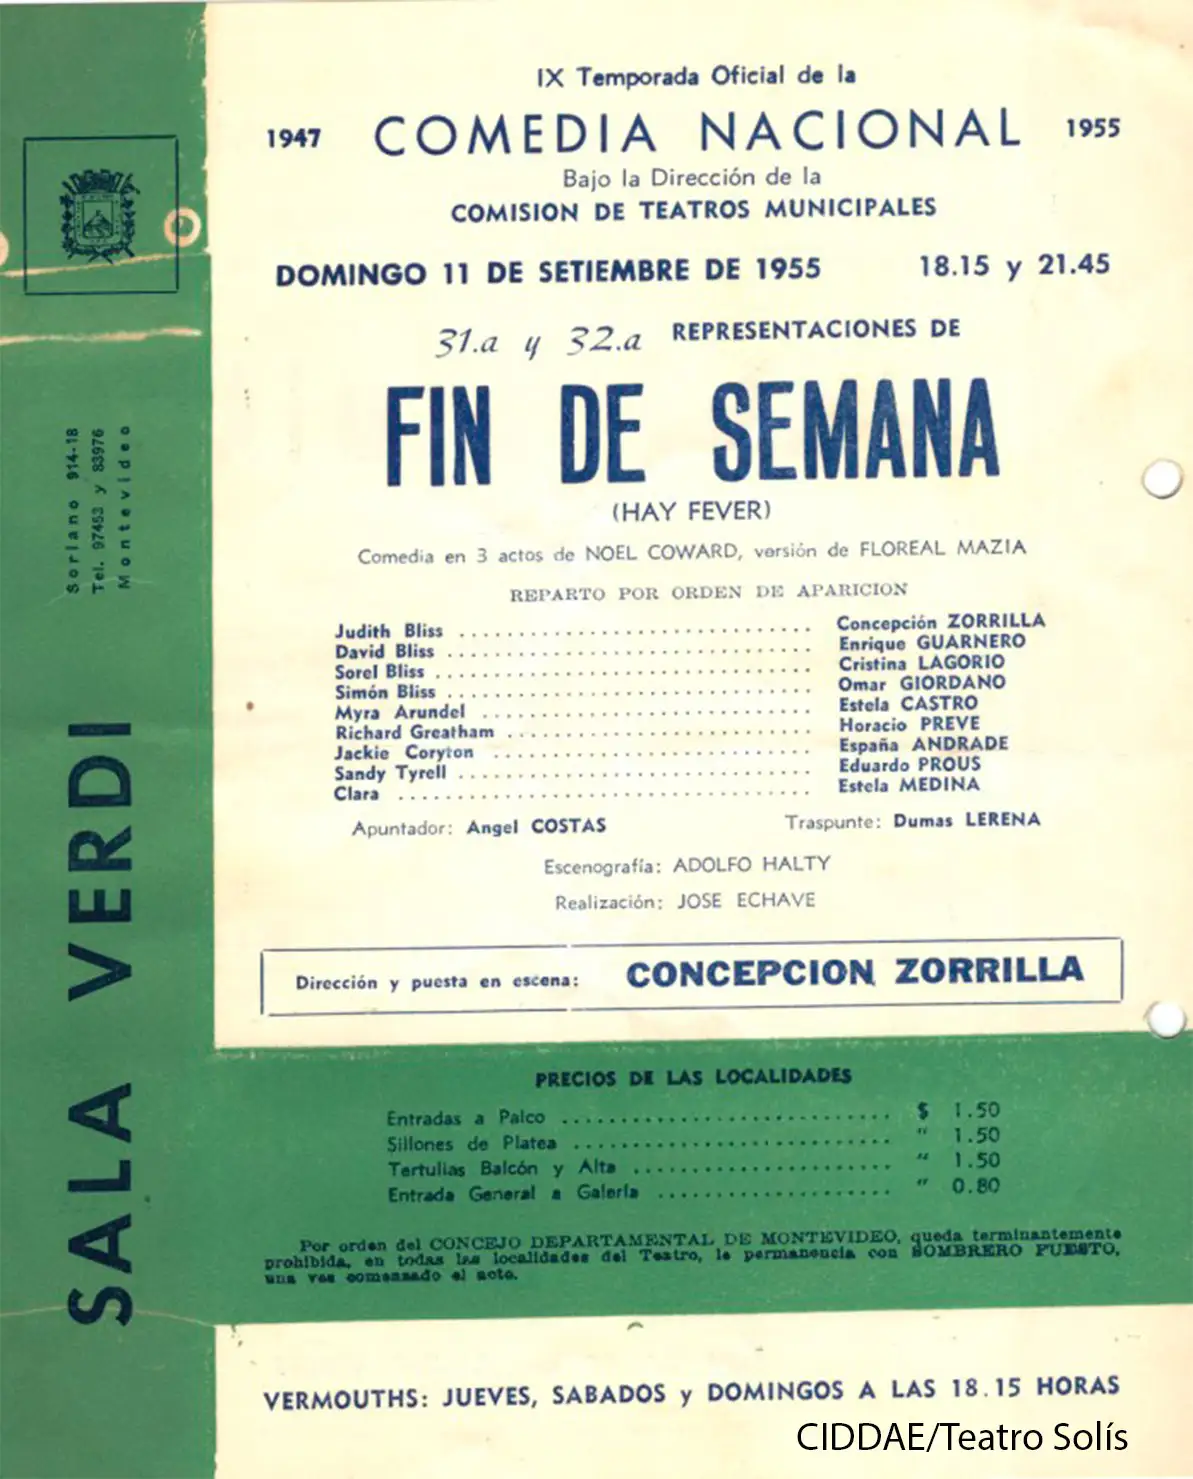 IX Temporada Oficial de la
1947 COMEDIA NACIONAL 1955
Bajo la Dirección de la
COMISION DE TEATROS MUNICIPALES
DOMINGO 11 DE SETIEMBRE DE 1955 18.15 y 21.45
31.a y 32.a REPRESENTACIONES DE
FIN DE SEMANA
(HAY FEVER)
Comedia en 3 actos de NOEL COWARD, versión de FLOREAL MAZIA
REPARTO POR ORDEN DE APARICION
Judith Bliss .............................. Concepción ZORRILLA
David Bliss .............................. Enrique GUARNERO
Sorel Bliss .............................. Cristina LAGORIO
Simón Bliss .............................. Omar GIORDANO
Myra Arundel .............................. Estela CASTRO
Richard Greatham .............................. Horacio PREVE
Jackie Coryton .............................. España ANDRADE
Sandy Tyrell .............................. Eduardo PROUS
Clara .............................. Estela MEDINA
Apuntador: Angel COSTAS Traspunte: Dumas LERENA
Escenografía: ADOLFO HALTY
Realización: JOSE ECHAVE
Dirección y puesta en escena: CONCEPCION ZORRILLA
PRECIOS DE LAS LOCALIDADES
Entradas a Palco .............................. $ 1.50
Sillones de Platea .............................. " 1.50
Tertulias Balcón y Alta .............................. " 1.50
Entrada General a Galería .............................. " 0.80
Por orden del CONCEJO DEPARTAMENTAL DE MONTEVIDEO, queda terminantemente
prohibida, en todas las localidades del Teatro, la permanencia con SOMBRERO PUESTO,
una vez comenzado el acto.
VERMOUTHS: JUEVES, SABADOS y DOMINGOS A LAS 18.15 HORAS
SALA VERDI
Soriano 914-18
Tel. 97453 y 83976
Montevideo
CIDDAE/Teatro Solís